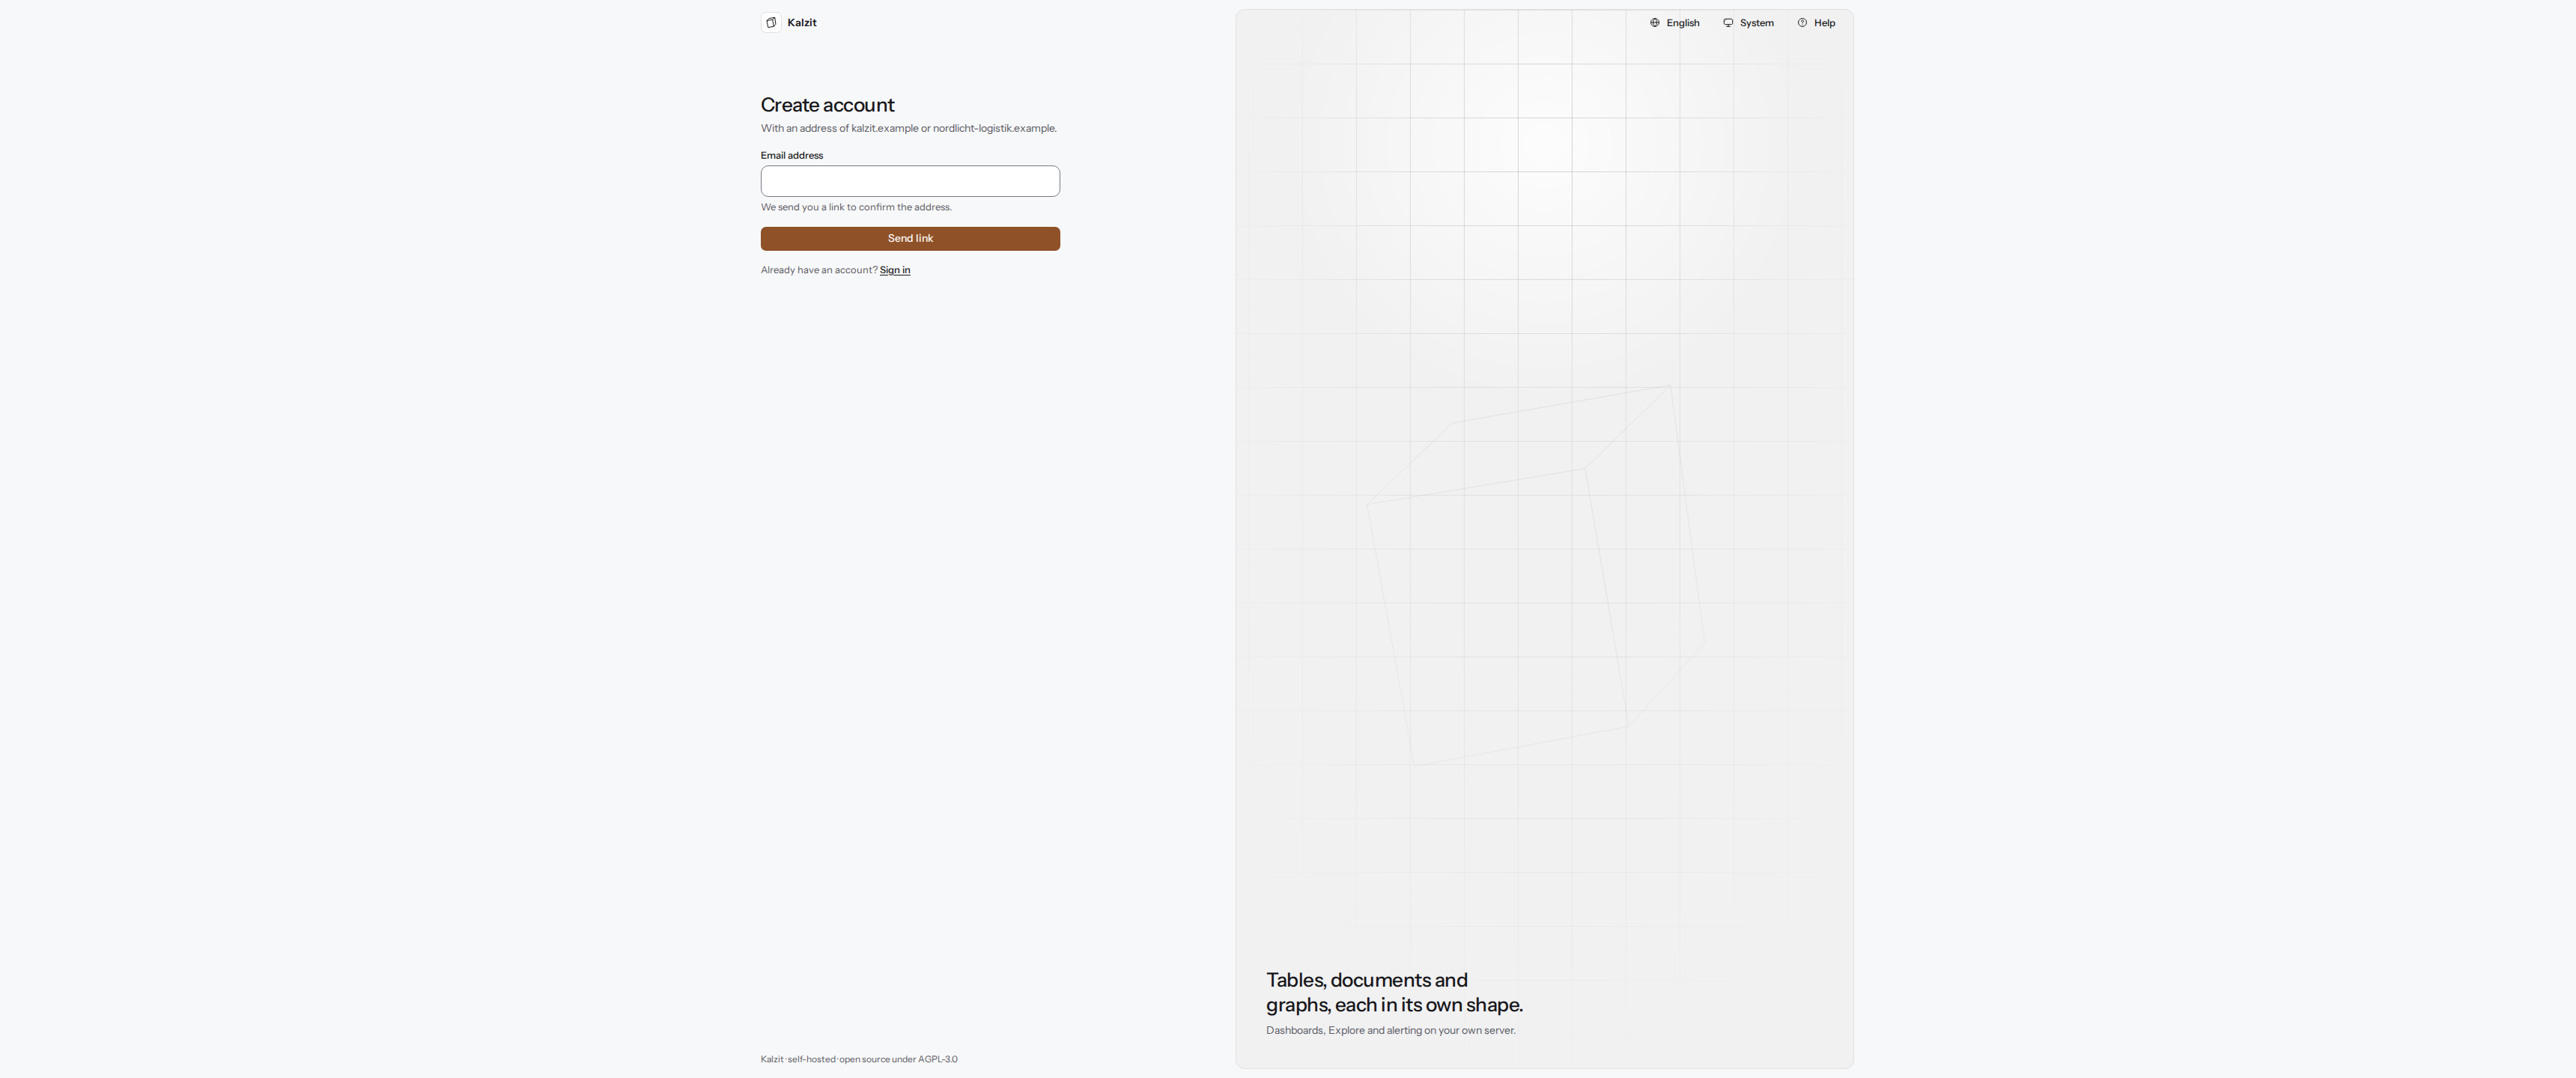 Kalzit
English
System
Help
Create account
With an address of kalzit.example or nordlicht-logistik.example.
Email address
We send you a link to confirm the address.
Send link
Already have an account? Sign in
Tables, documents and
graphs, each in its own shape.
Dashboards, Explore and alerting on your own server.
Kalzit · self-hosted · open source under AGPL-3.0